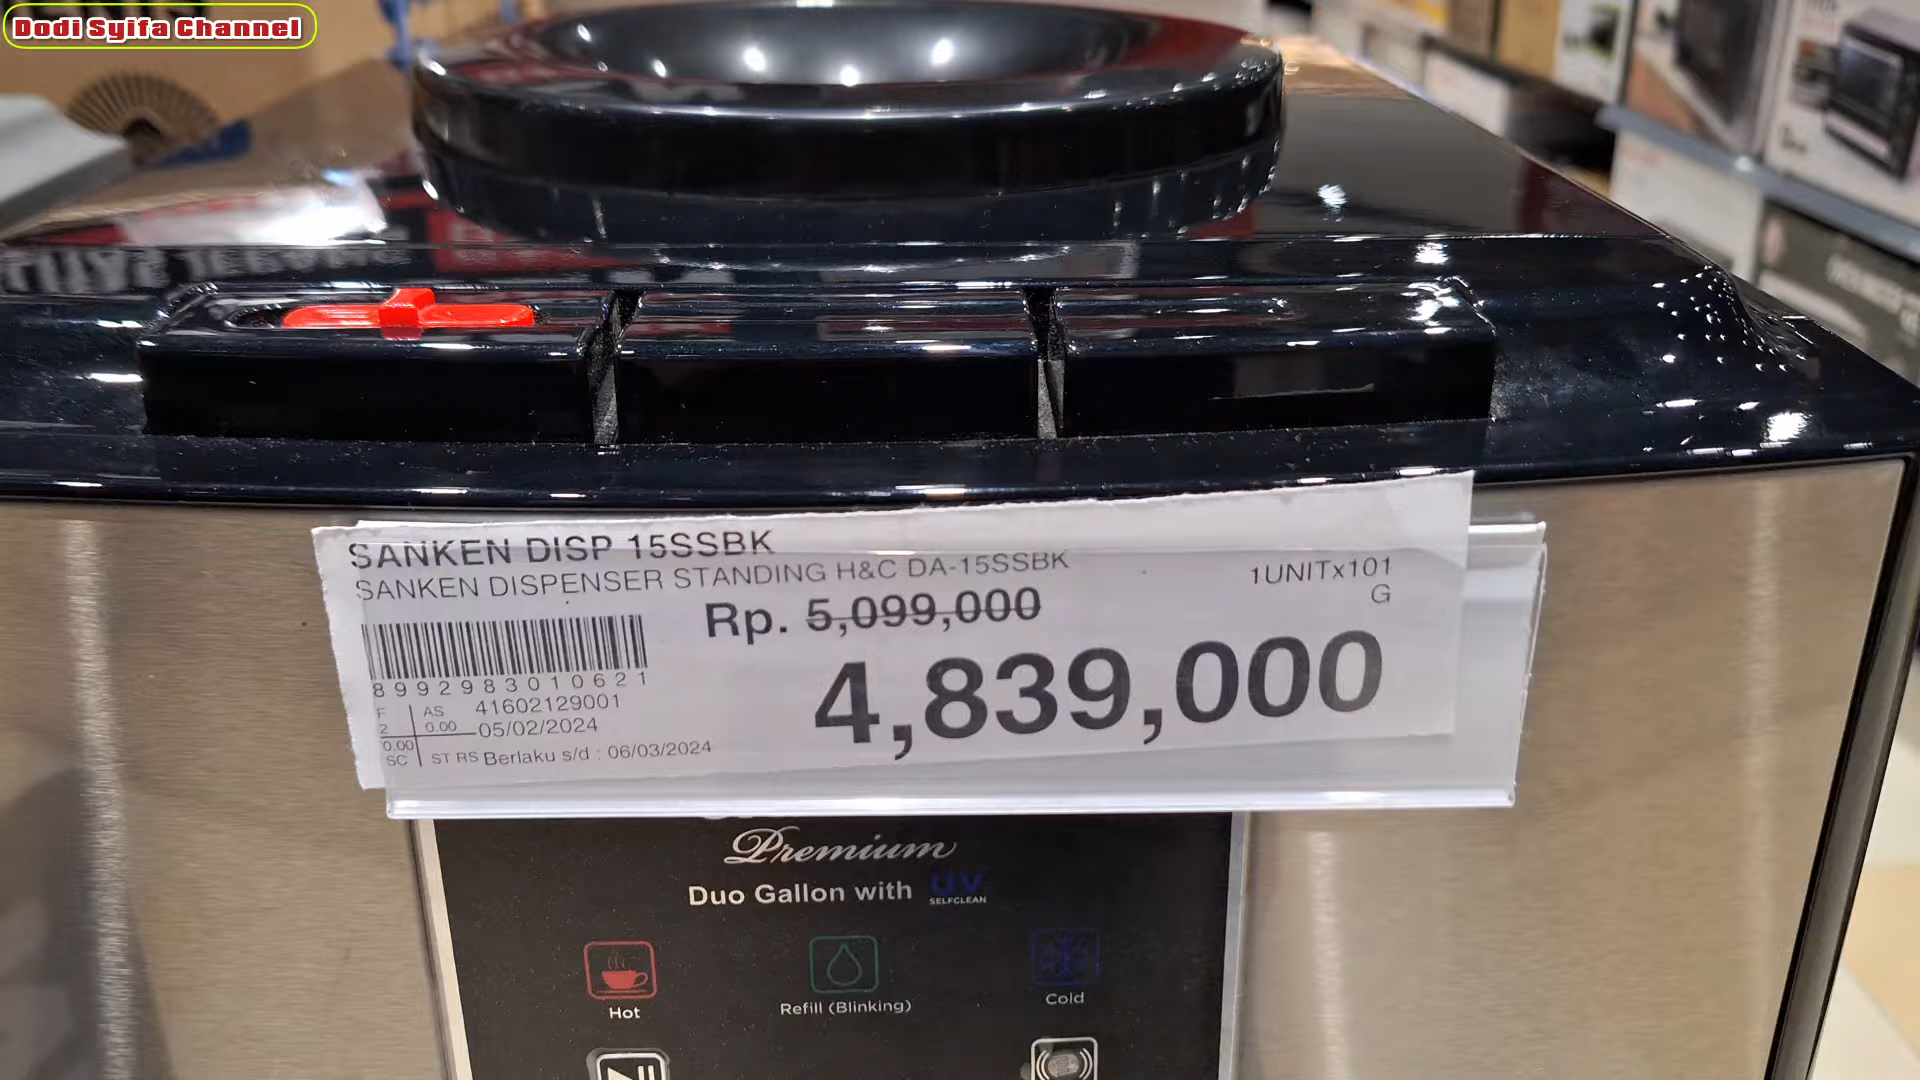 Dodi Syifa Channel
SANKEN DISP 15SSBK
SANKEN DISPENSER STANDING H&C DA-15SSBK
1UNITx101
G
Rp. 5,099,000
4,839,000
8992983010621
F AS 41602129001
2 0.00 05/02/2024
0.00
SC ST RS Berlaku s/d : 06/03/2024
Premium
Duo Gallon with UV
SELFCLEAN
Hot
Refill (Blinking)
Cold